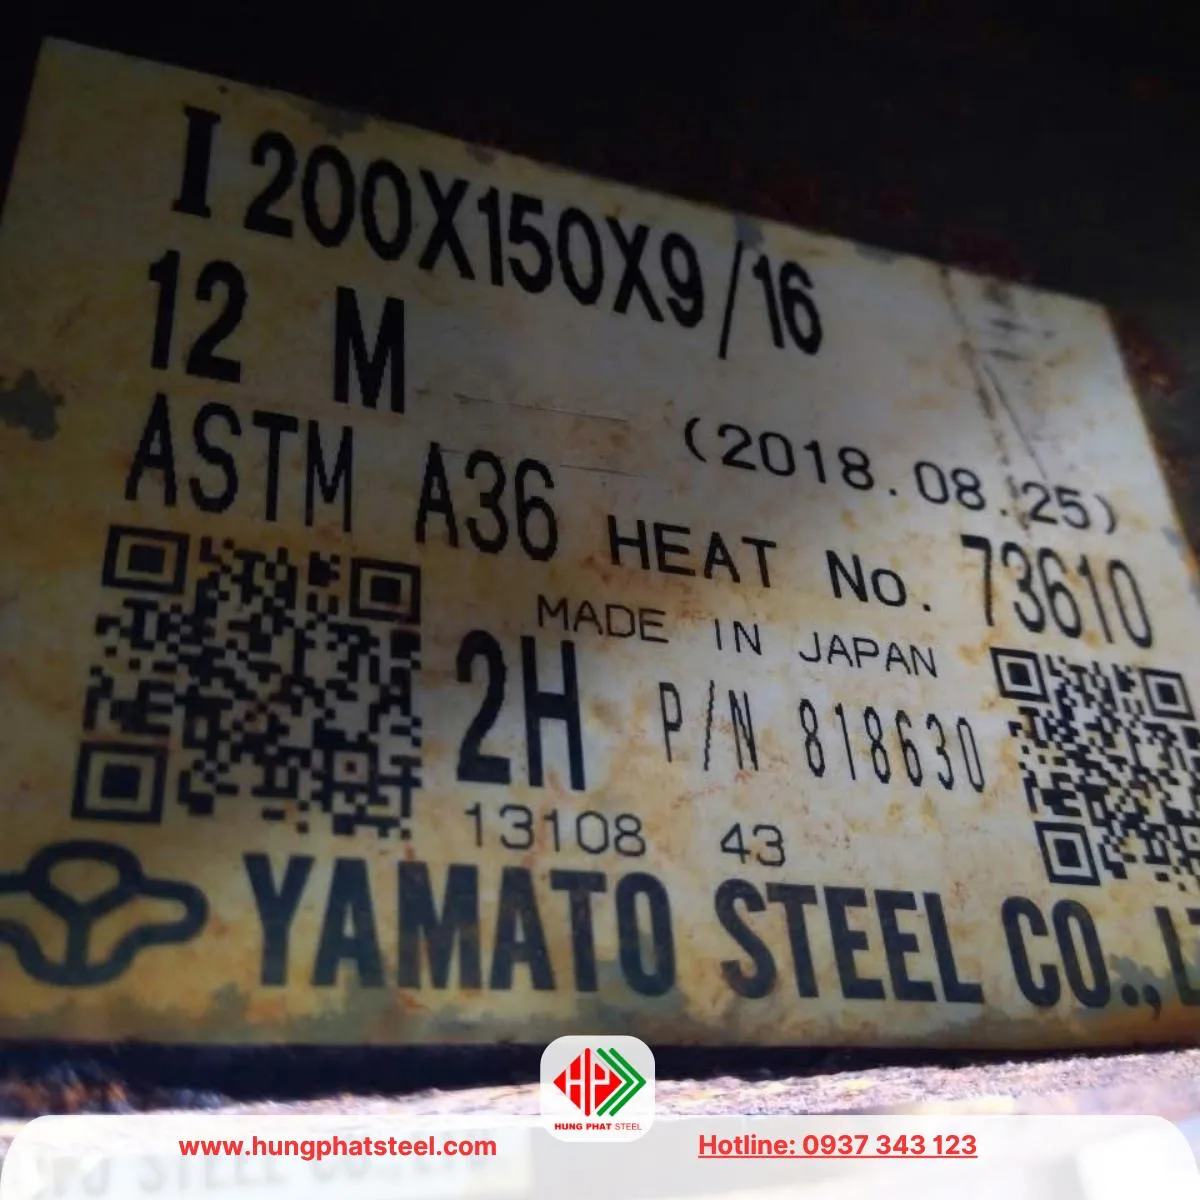 I 200X150X9/16
12 M
(2018.08.25)
ASTM A36 HEAT No. 73610
MADE IN JAPAN
2H P/N 818630
13108 43
YAMATO STEEL CO.,
HUNG PHAT STEEL
www.hungphatsteel.com
Hotline: 0937 343 123
STEEL